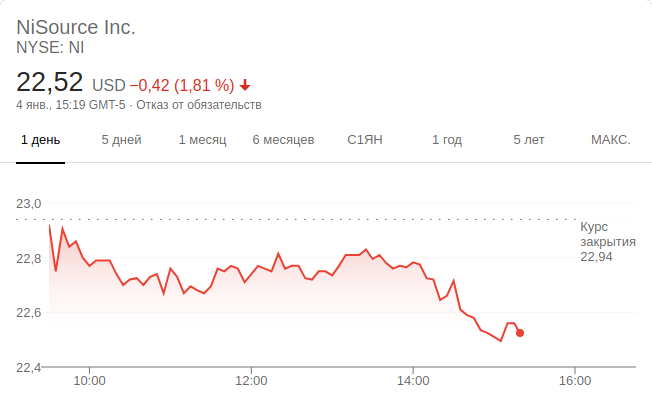 NiSource Inc.
NYSE: NI
22,52 USD −0,42 (1,81 %)
4 янв., 15:19 GMT-5 · Отказ от обязательств
1 день 5 дней 1 месяц 6 месяцев С1ЯН 1 год 5 лет МАКС.
23,0
Курс
закрытия
22,94
22,8
22,6
22,4
10:00 12:00 14:00 16:00